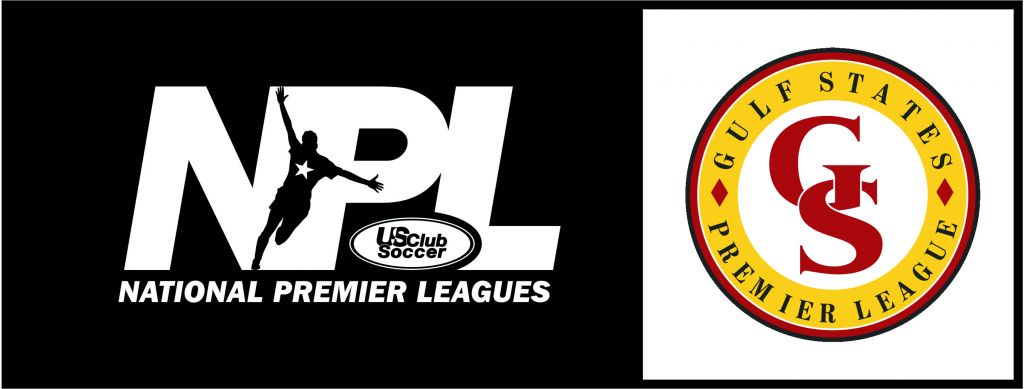 NPL
US Club
Soccer
NATIONAL PREMIER LEAGUES
GULF STATES
GS
PREMIER LEAGUE